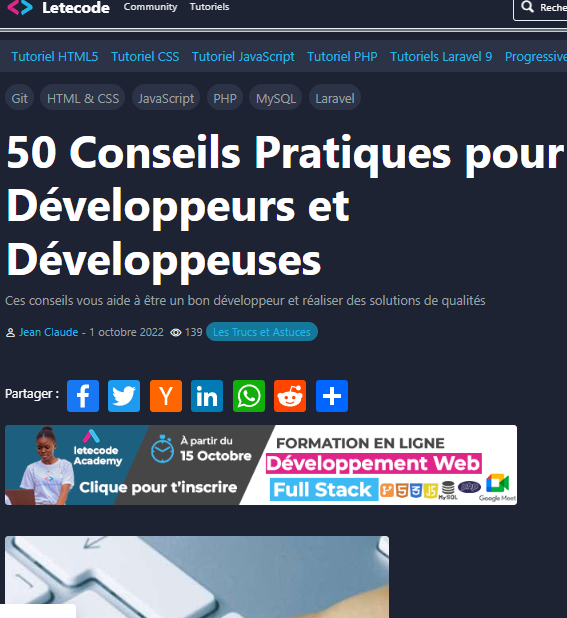 Letecode Community Tutoriels
Tutoriel HTML5 Tutoriel CSS Tutoriel JavaScript Tutoriel PHP Tutoriels Laravel 9
Git HTML & CSS JavaScript PHP MySQL Laravel
50 Conseils Pratiques pour
Développeurs et
Développeuses
Ces conseils vous aide à être un bon développeur et réaliser des solutions de qualités
Jean Claude - 1 octobre 2022 139 Les Trucs et Astuces
Partager :
letecode
Academy
À partir du
15 Octobre
Clique pour t'inscrire
FORMATION EN LIGNE
Développement Web
Full Stack
MySQL
php
Google Meet